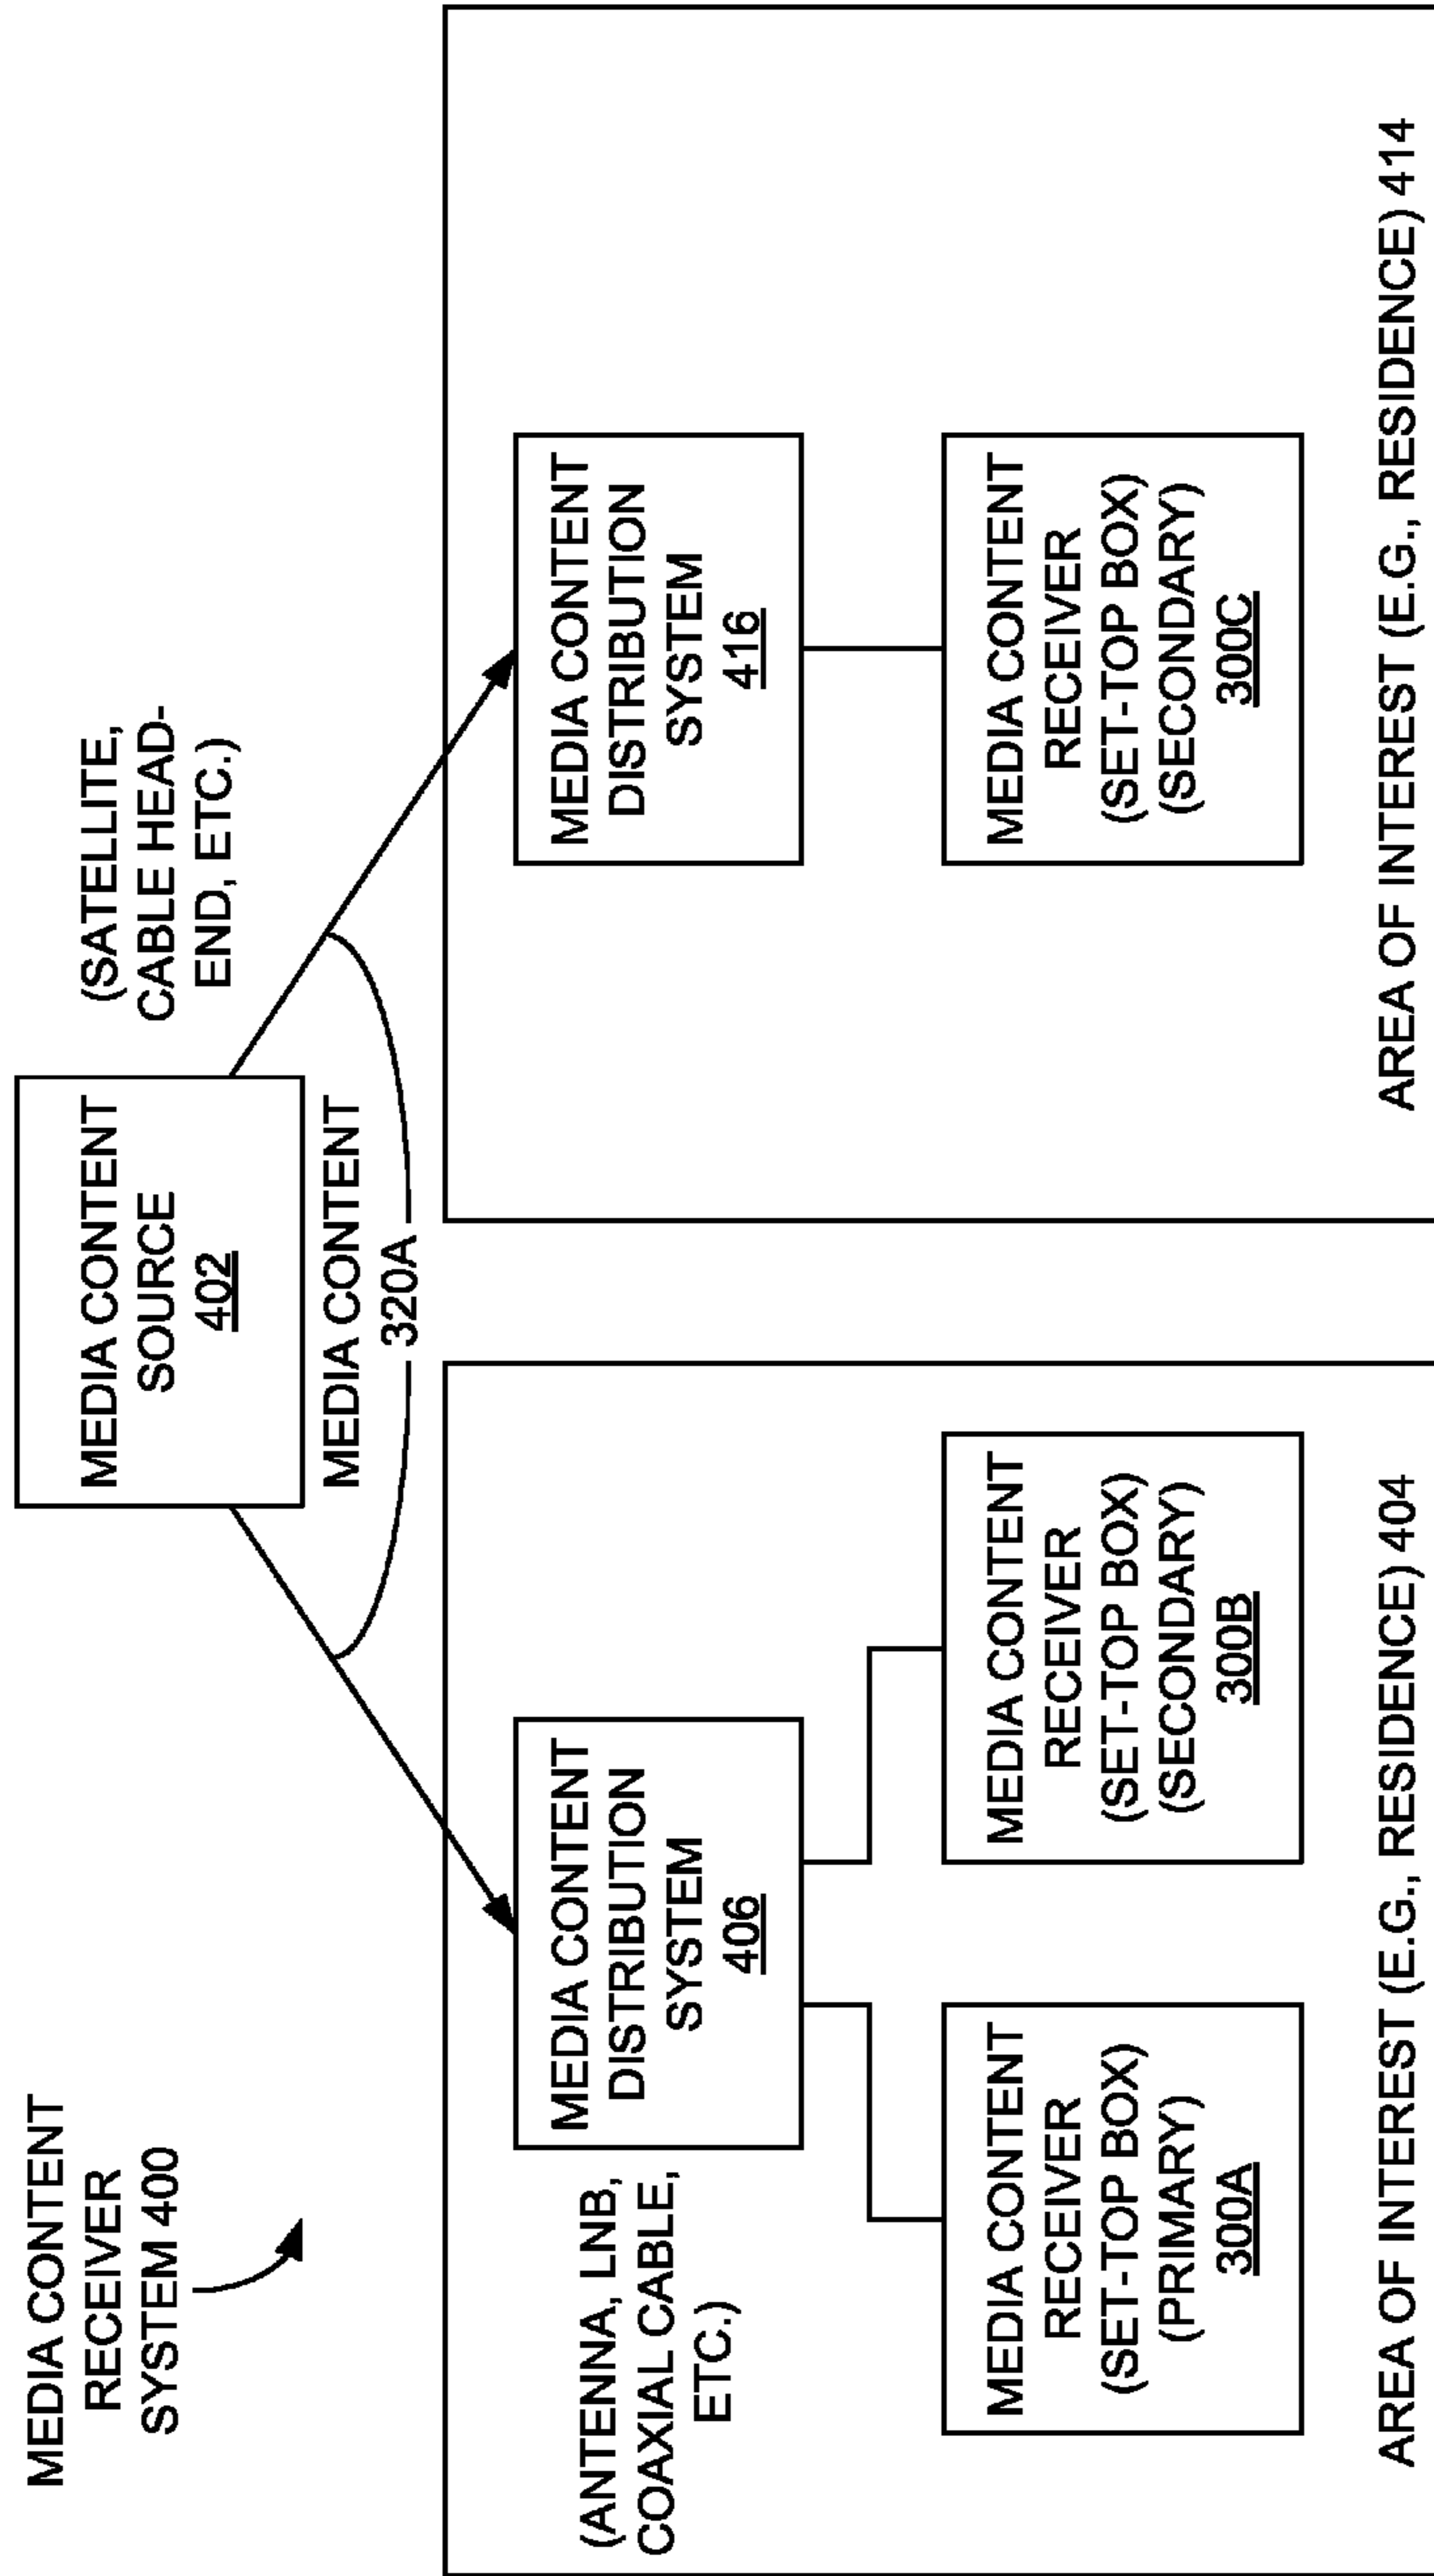 MEDIA CONTENT
RECEIVER
SYSTEM 400
MEDIA CONTENT
SOURCE
402
(SATELLITE,
CABLE HEAD-
END, ETC.)
MEDIA CONTENT
320A
(ANTENNA, LNB,
COAXIAL CABLE,
ETC.)
MEDIA CONTENT
DISTRIBUTION
SYSTEM
406
MEDIA CONTENT
RECEIVER
(SET-TOP BOX)
(PRIMARY)
300A
MEDIA CONTENT
RECEIVER
(SET-TOP BOX)
(SECONDARY)
300B
AREA OF INTEREST (E.G., RESIDENCE) 404
MEDIA CONTENT
DISTRIBUTION
SYSTEM
416
MEDIA CONTENT
RECEIVER
(SET-TOP BOX)
(SECONDARY)
300C
AREA OF INTEREST (E.G., RESIDENCE) 414